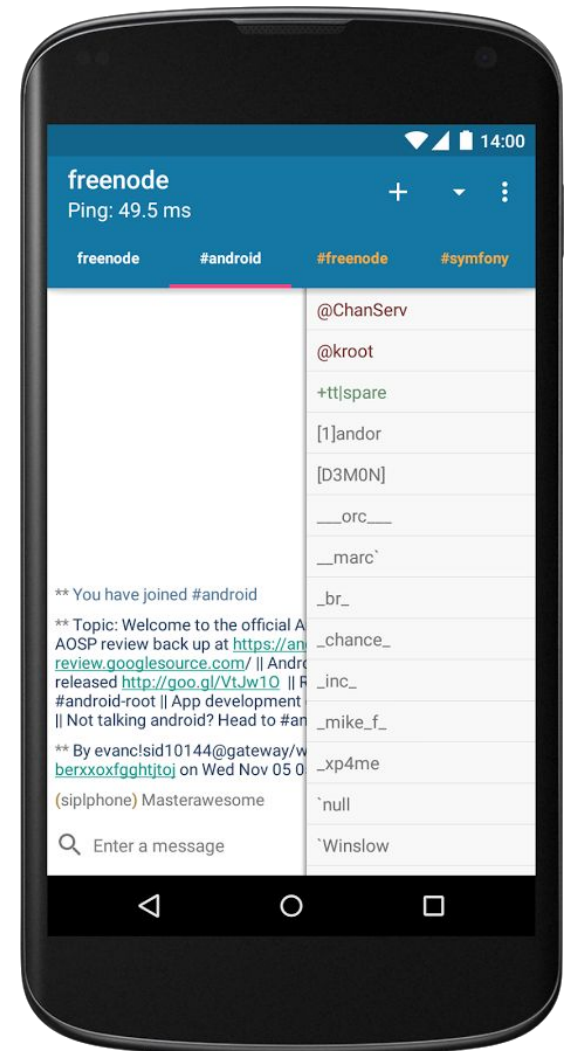 14:00
freenode
Ping: 49.5 ms
freenode #android #freenode #symfony
@ChanServ
@kroot
+tt|spare
[1]andor
[D3M0N]
___orc___
__marc`
_br_
_chance_
_inc_
_mike_f_
_xp4me
`null
`Winslow
** You have joined #android
** Topic: Welcome to the official A
AOSP review back up at https://an
review.googlesource.com/ || Andro
released http://goo.gl/VtJw1O || R
#android-root || App development
|| Not talking android? Head to #an
** By evanc!sid10144@gateway/w
berxxoxfgghtjtoj on Wed Nov 05 0
(siplphone) Masterawesome
Enter a message